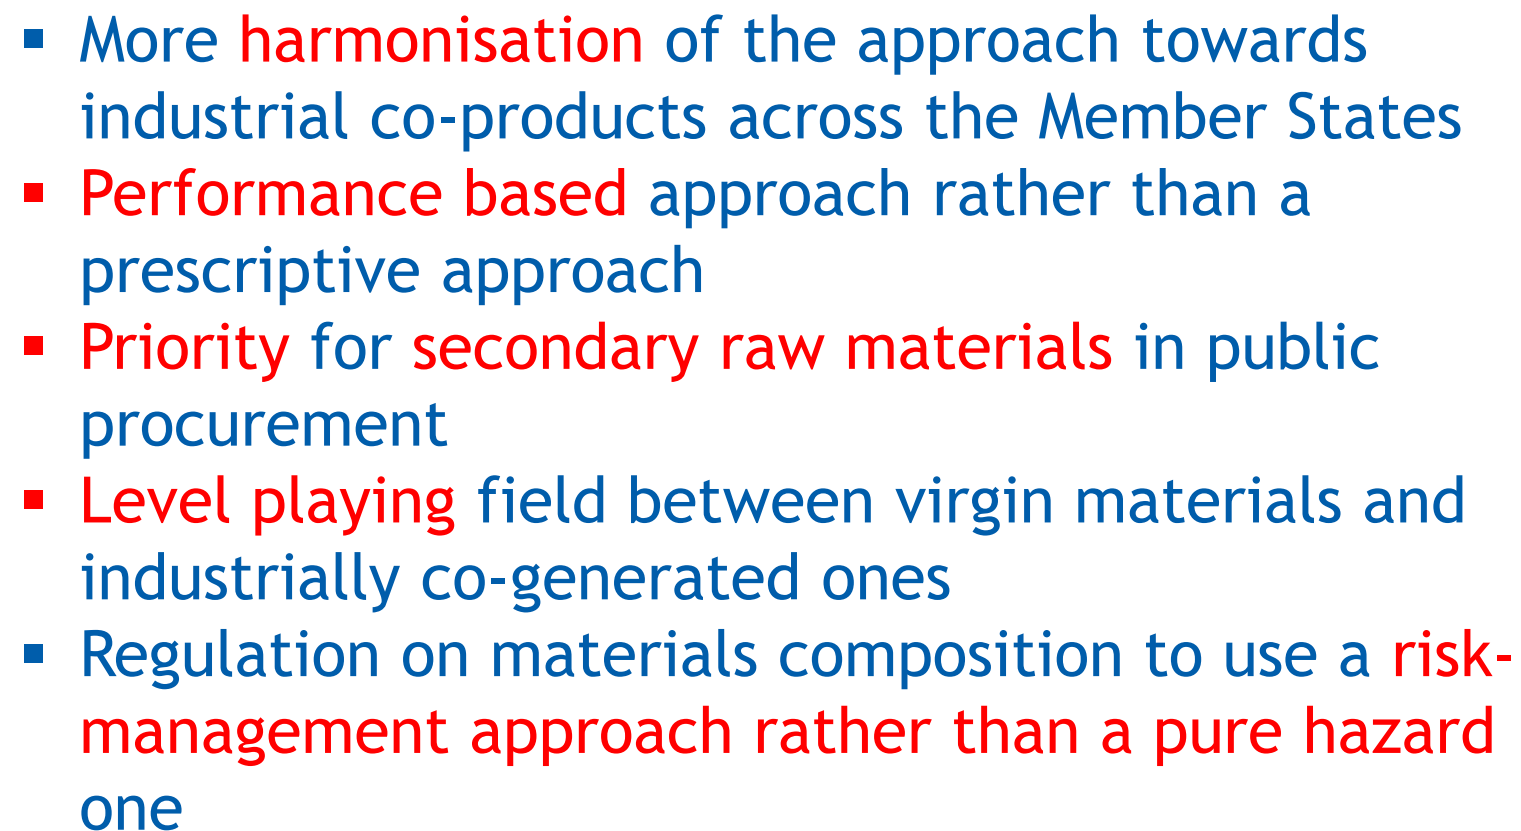 ▪ More harmonisation of the approach towards
industrial co-products across the Member States
▪ Performance based approach rather than a
prescriptive approach
▪ Priority for secondary raw materials in public
procurement
▪ Level playing field between virgin materials and
industrially co-generated ones
▪ Regulation on materials composition to use a risk-
management approach rather than a pure hazard
one